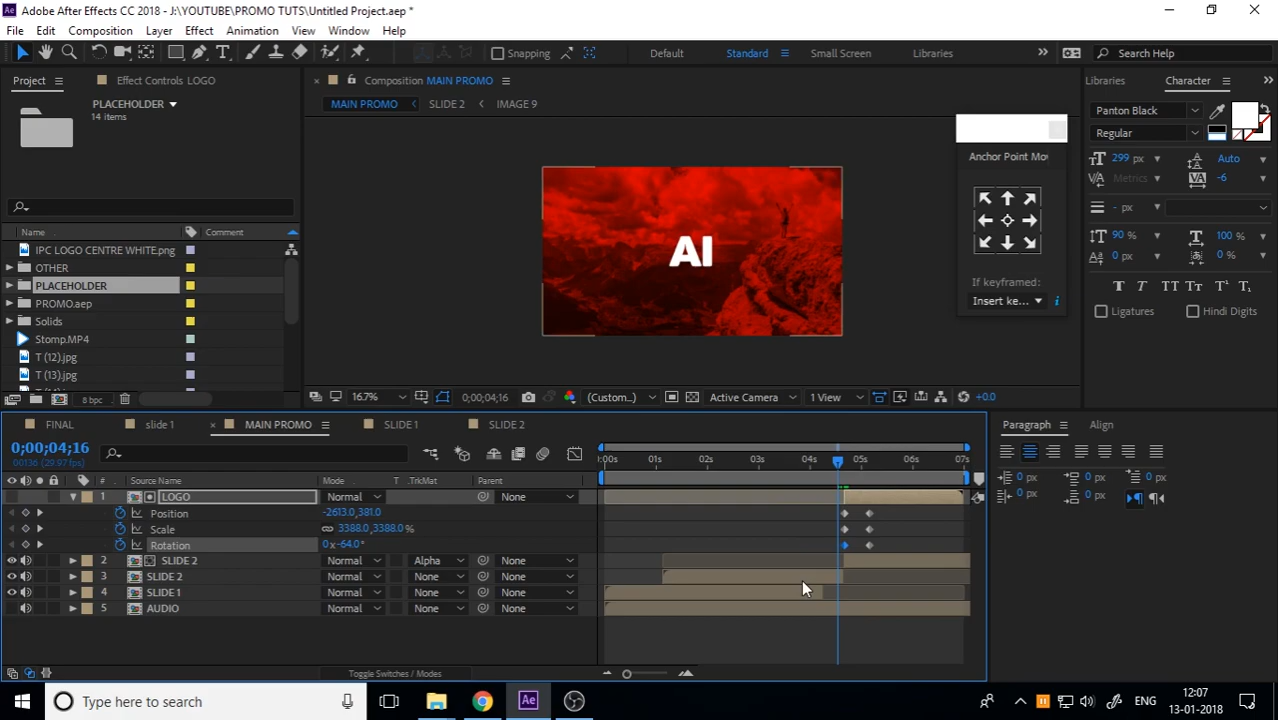 Adobe After Effects CC 2018 - J:\YOUTUBE\PROMO TUTS\Untitled Project.aep *
File Edit Composition Layer Effect Animation View Window Help
Snapping Default Standard Small Screen Libraries Search Help
Project Effect Controls LOGO Composition MAIN PROMO Libraries Character
PLACEHOLDER
14 items
MAIN PROMO SLIDE 2 IMAGE 9
Panton Black
Regular
Anchor Point Mov
299 px Auto
Metrics -6
- px
90 % 100 %
0 px 0 %
If keyframed:
Insert ke...
Ligatures Hindi Digits
AI
Name Comment
IPC LOGO CENTRE WHITE.png
OTHER
PLACEHOLDER
PROMO.aep
Solids
Stomp.MP4
T (12).jpg
T (13).jpg
8 bpc
16.7% 0;00;04;16 (Custom... Active Camera 1 View +0.0
FINAL slide 1 MAIN PROMO SLIDE 1 SLIDE 2
Paragraph Align
0;00;04;16
00136 (29.97 fps)
:00s 01s 02s 03s 04s 05s 06s 07s
# Source Name Mode T TrkMat Parent
1 LOGO Normal None
Position -2613.0,381.0
Scale 3388.0,3388.0 %
Rotation 0 x -64.0 °
2 SLIDE 2 Normal Alpha None
3 SLIDE 2 Normal None None
4 SLIDE 1 Normal None None
5 AUDIO Normal None None
0 px 0 px
0 px 0 px
0 px
Toggle Switches / Modes
Type here to search
ENG
12:07
13-01-2018